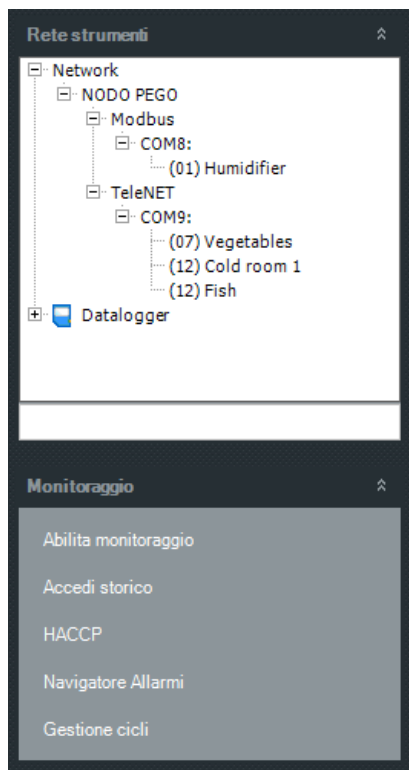 Rete strumenti
Network
NODO PEGO
Modbus
COM8:
(01) Humidifier
TeleNET
COM9:
(07) Vegetables
(12) Cold room 1
(12) Fish
Datalogger
Monitoraggio
Abilita monitoraggio
Accedi storico
HACCP
Navigatore Allarmi
Gestione cicli